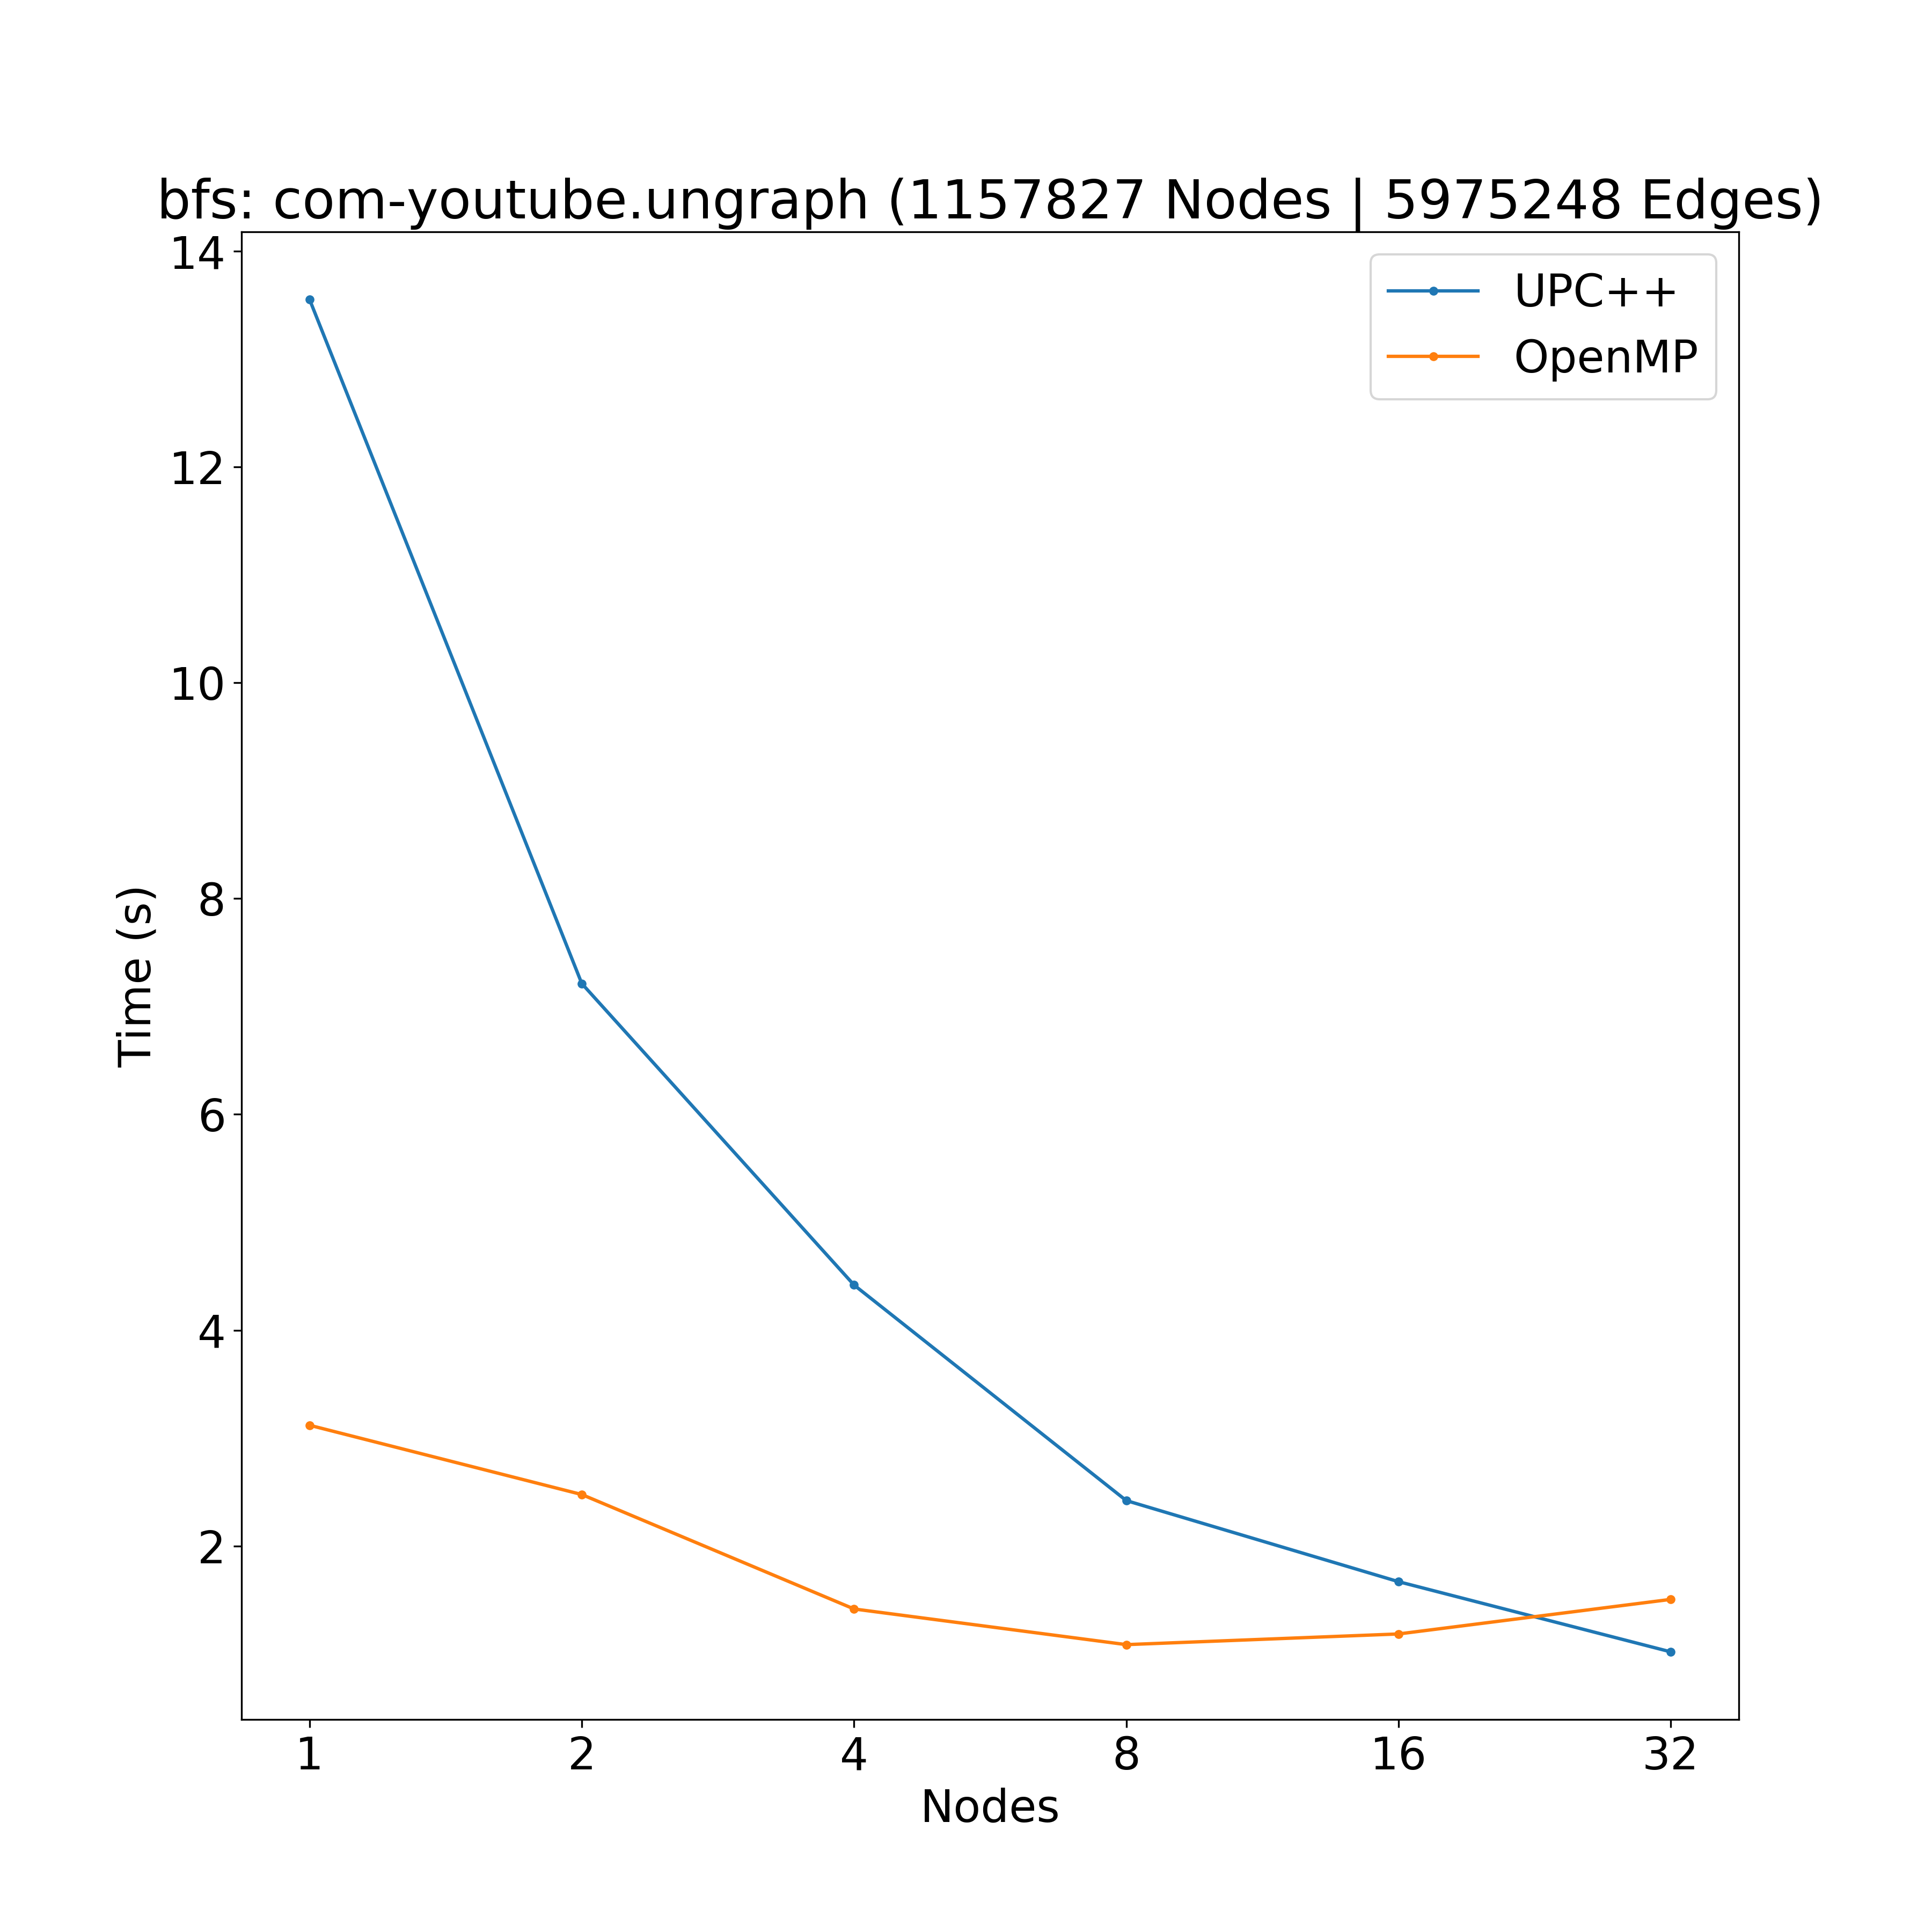 bfs: com-youtube.ungraph (1157827 Nodes | 5975248 Edges)
14
12
10
8
6
4
2
Time (s)
UPC++
OpenMP
1 2 4 8 16 32
Nodes